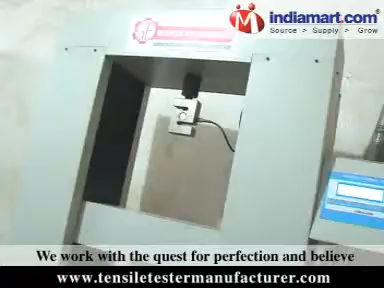 indiamart.com
Source > Supply > Grow
We work with the quest for perfection and believe
www.tensiletestermanufacturer.com